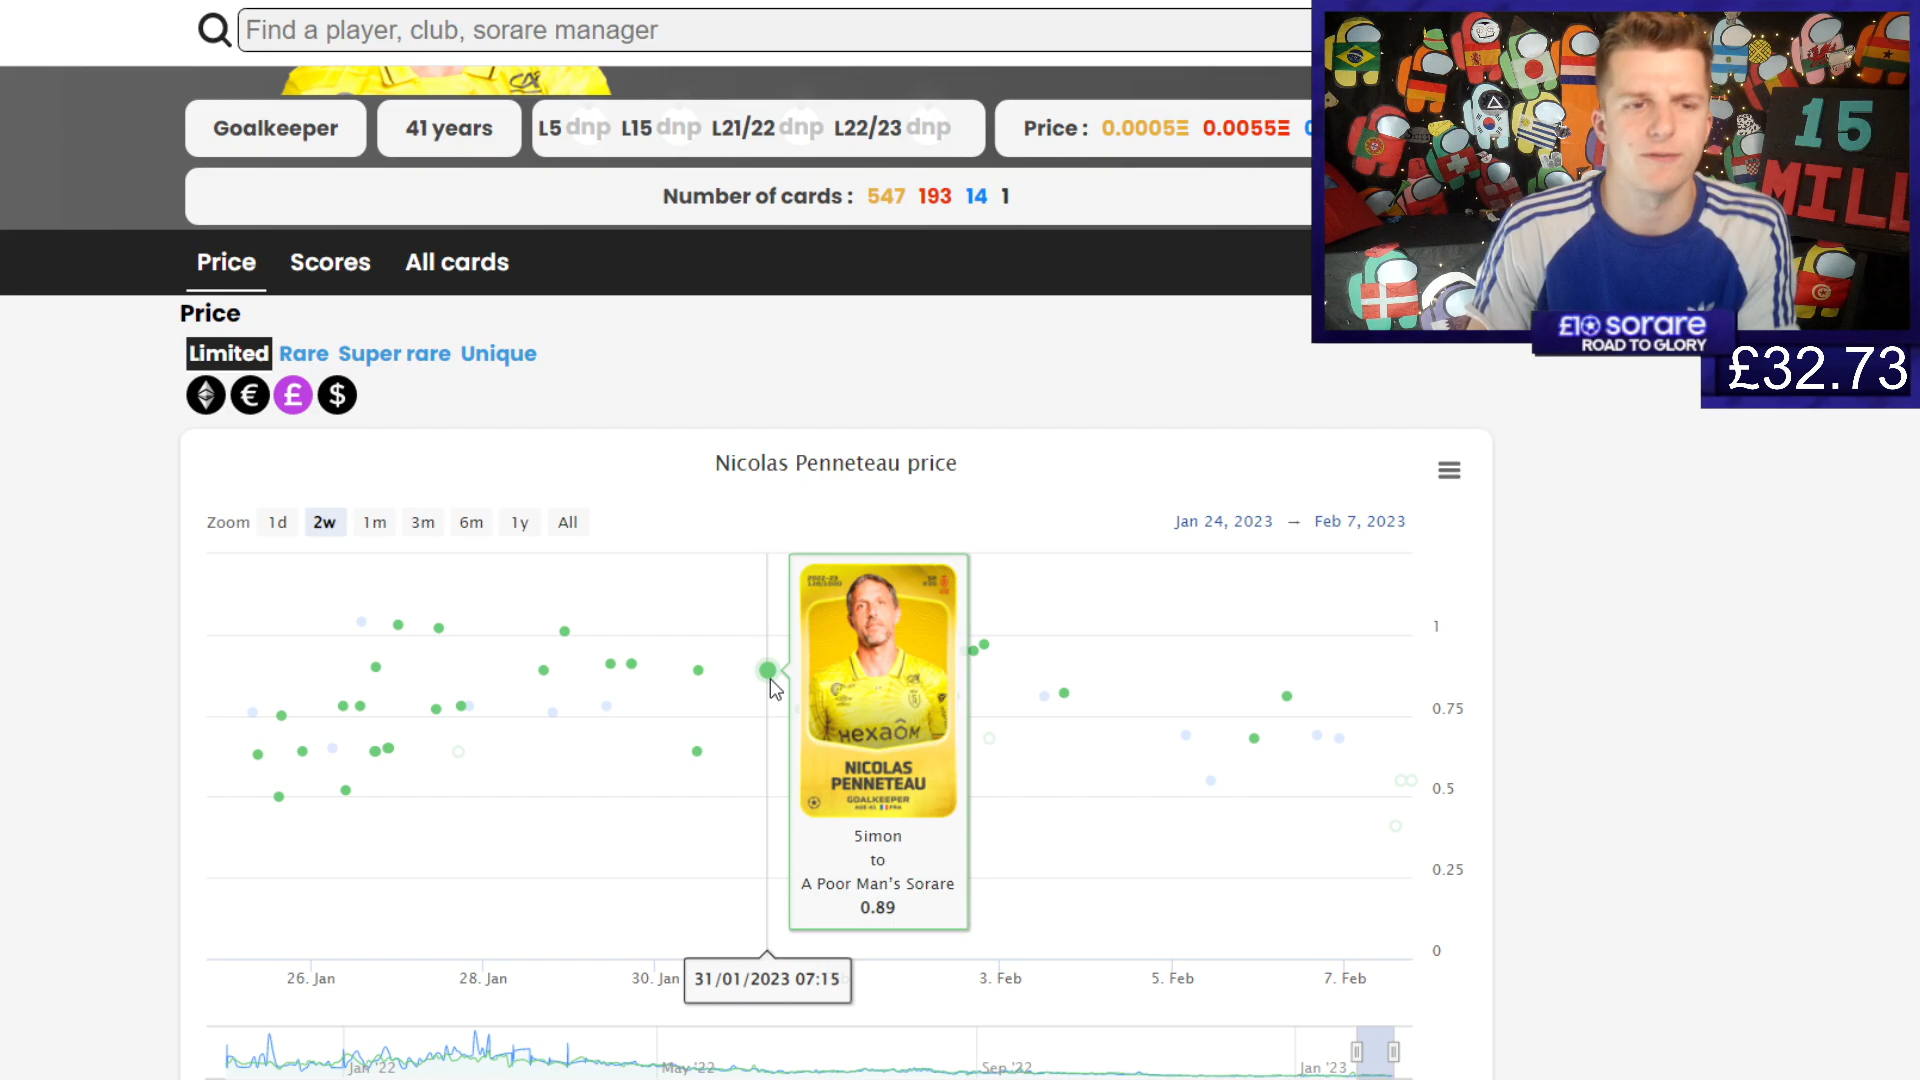 Find a player, club, sorare manager
Goalkeeper
41 years
L5 dnp L15 dnp L21/22 dnp L22/23 dnp
Price : 0.0005Ξ 0.0055Ξ
Number of cards : 547 193 14 1
Price Scores All cards
Price
Limited Rare Super rare Unique
€ £ $
Nicolas Penneteau price
Zoom 1d 2w 1m 3m 6m 1y All
Jan 24, 2023 → Feb 7, 2023
1
0.75
0.5
0.25
0
2022-23
HEXAÔM
NICOLAS
PENNETEAU
GOALKEEPER
5imon
to
A Poor Man's Sorare
0.89
26. Jan 28. Jan 30. Jan 3. Feb 5. Feb 7. Feb
31/01/2023 07:15
Jan '22 May '22 Sep '22 Jan '23
15
MILL
£10 sorare
ROAD TO GLORY
£32.73